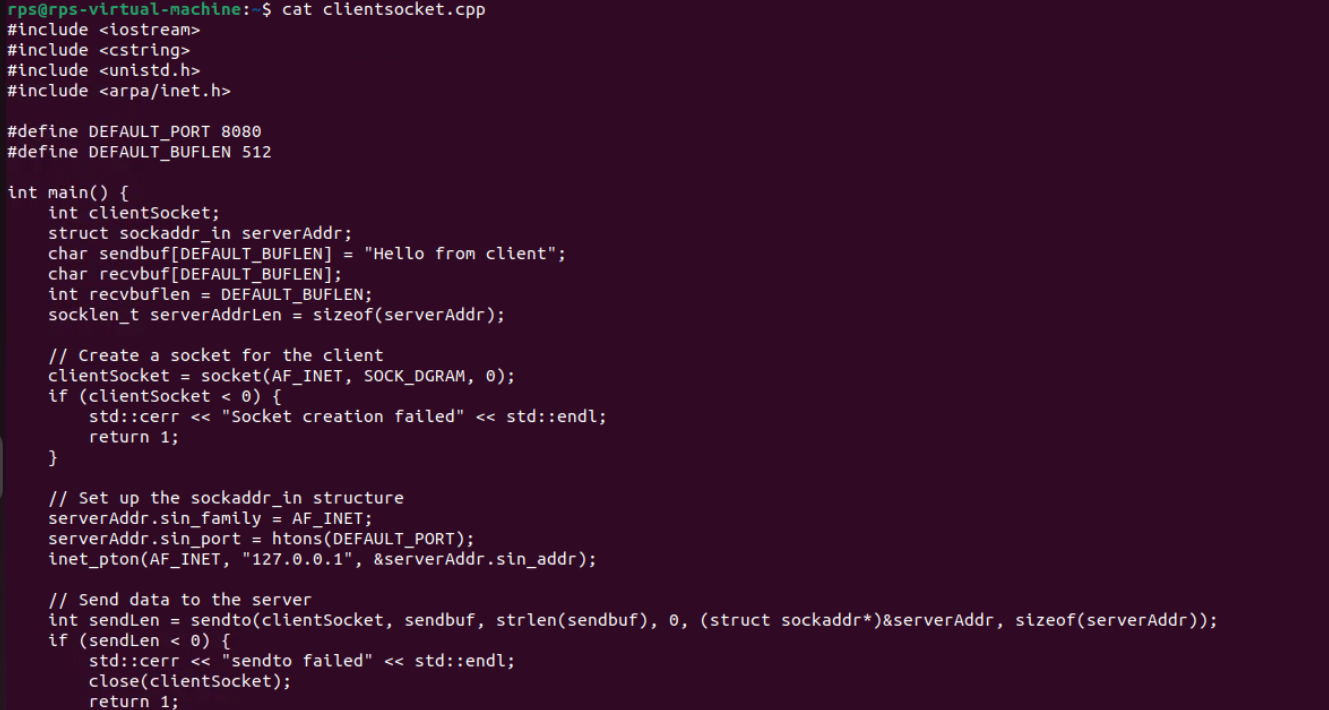 rps@rps-virtual-machine:~$ cat clientsocket.cpp
#include <iostream>
#include <cstring>
#include <unistd.h>
#include <arpa/inet.h>

#define DEFAULT_PORT 8080
#define DEFAULT_BUFLEN 512

int main() {
    int clientSocket;
    struct sockaddr_in serverAddr;
    char sendbuf[DEFAULT_BUFLEN] = "Hello from client";
    char recvbuf[DEFAULT_BUFLEN];
    int recvbuflen = DEFAULT_BUFLEN;
    socklen_t serverAddrLen = sizeof(serverAddr);

    // Create a socket for the client
    clientSocket = socket(AF_INET, SOCK_DGRAM, 0);
    if (clientSocket < 0) {
        std::cerr << "Socket creation failed" << std::endl;
        return 1;
    }

    // Set up the sockaddr_in structure
    serverAddr.sin_family = AF_INET;
    serverAddr.sin_port = htons(DEFAULT_PORT);
    inet_pton(AF_INET, "127.0.0.1", &serverAddr.sin_addr);

    // Send data to the server
    int sendLen = sendto(clientSocket, sendbuf, strlen(sendbuf), 0, (struct sockaddr*)&serverAddr, sizeof(serverAddr));
    if (sendLen < 0) {
        std::cerr << "sendto failed" << std::endl;
        close(clientSocket);
        return 1;